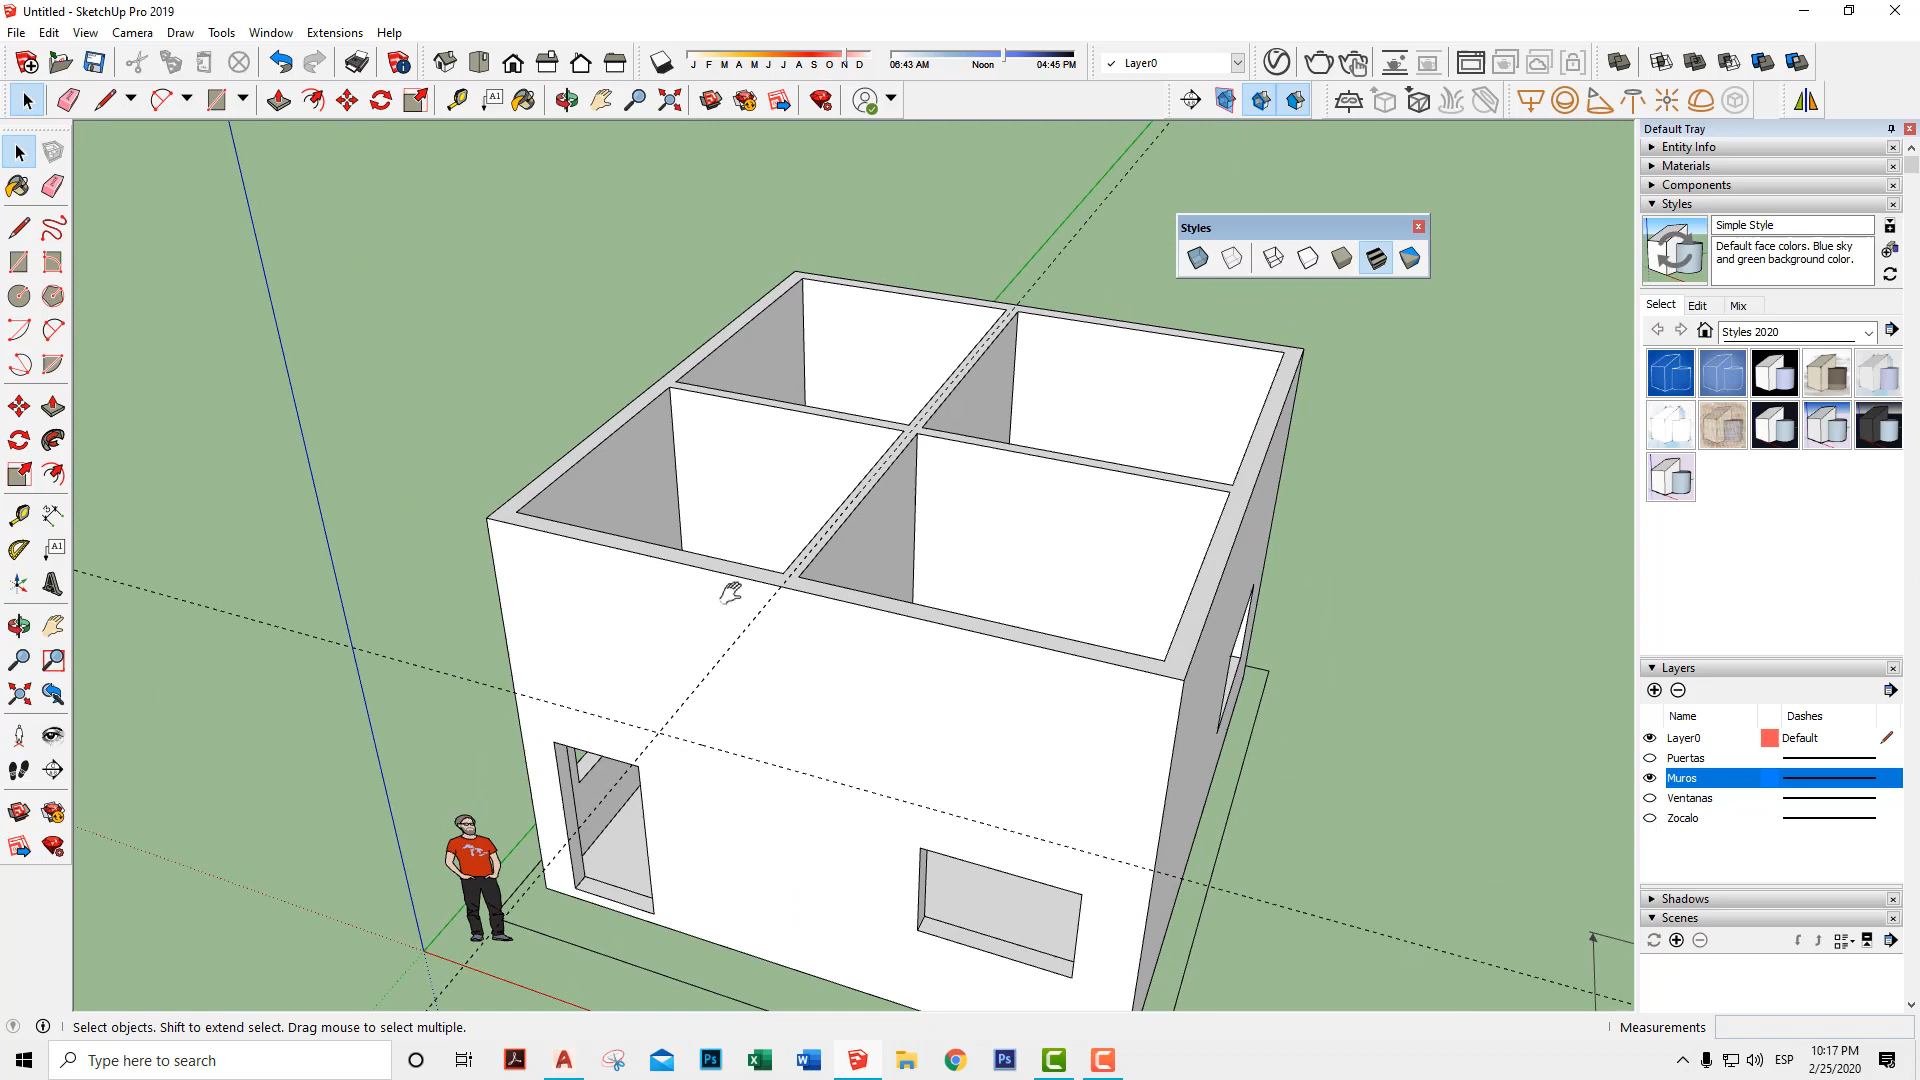 Untitled - SketchUp Pro 2019
File Edit View Camera Draw Tools Window Extensions Help
J F M A M J J A S O N D
06:43 AM Noon 04:45 PM
Layer0
A1
Default Tray
Entity Info
Materials
Components
Styles
Styles
Simple Style
Default face colors. Blue sky
and green background color.
Select Edit Mix
Styles 2020
A1
Layers
Name Dashes
Layer0 Default
Puertas
Muros
Ventanas
Zocalo
Shadows
Scenes
Select objects. Shift to extend select. Drag mouse to select multiple.
Measurements
Type here to search
Ps
Ps
ESP
10:17 PM
2/25/2020